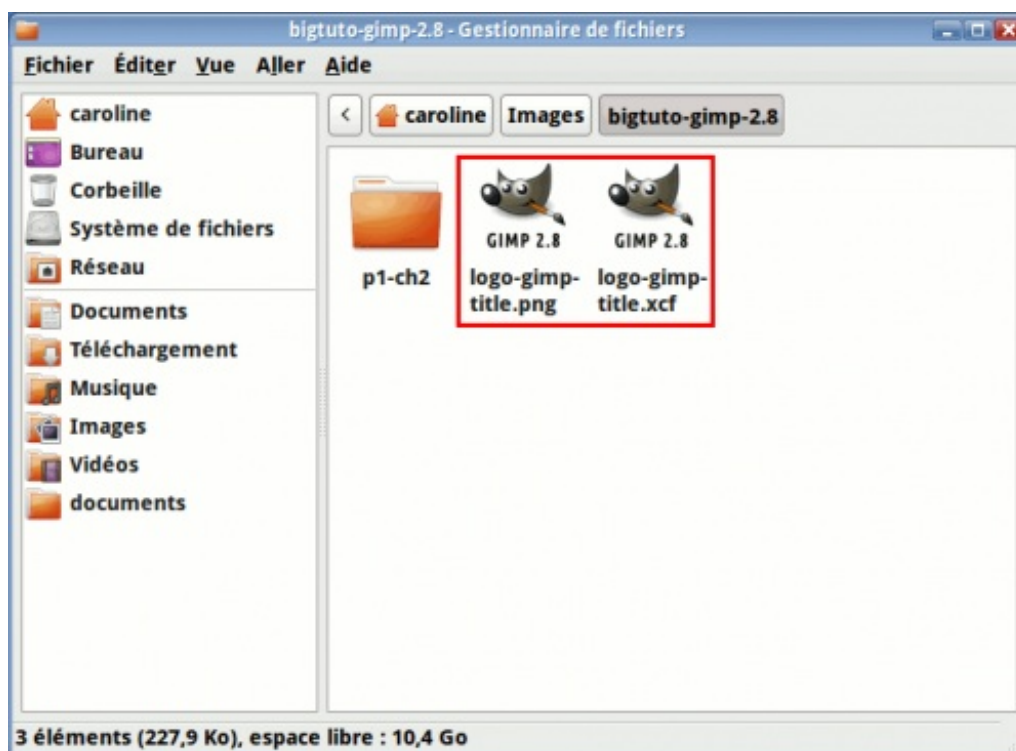 bigtuto-gimp-2.8 - Gestionnaire de fichiers
Fichier Éditer Vue Aller Aide
caroline
Bureau
Corbeille
Système de fichiers
Réseau
Documents
Téléchargement
Musique
Images
Vidéos
documents
< caroline Images bigtuto-gimp-2.8
GIMP 2.8 GIMP 2.8
p1-ch2 logo-gimp- logo-gimp-
title.png title.xcf
3 éléments (227,9 Ko), espace libre : 10,4 Go